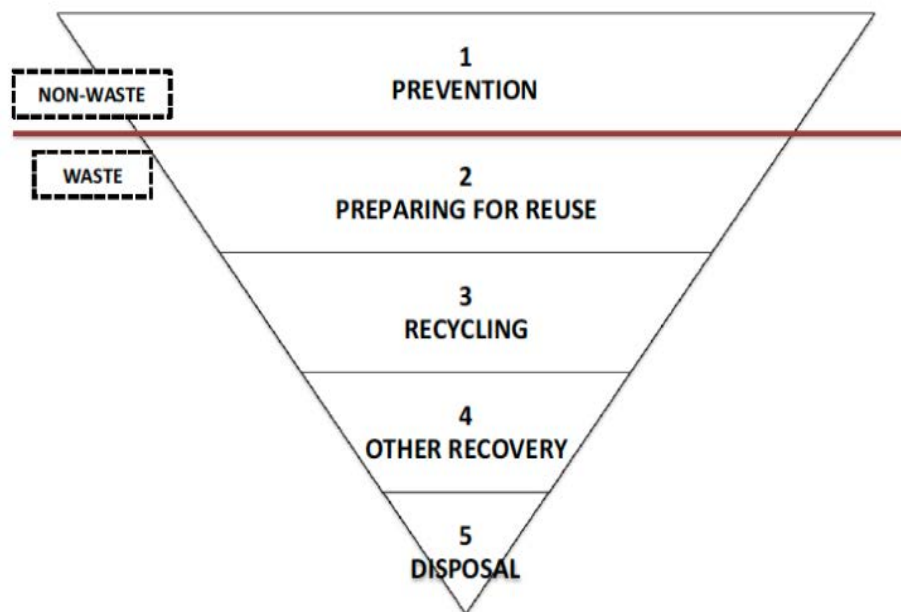 1
PREVENTION
NON-WASTE
WASTE
2
PREPARING FOR REUSE
3
RECYCLING
4
OTHER RECOVERY
5
DISPOSAL